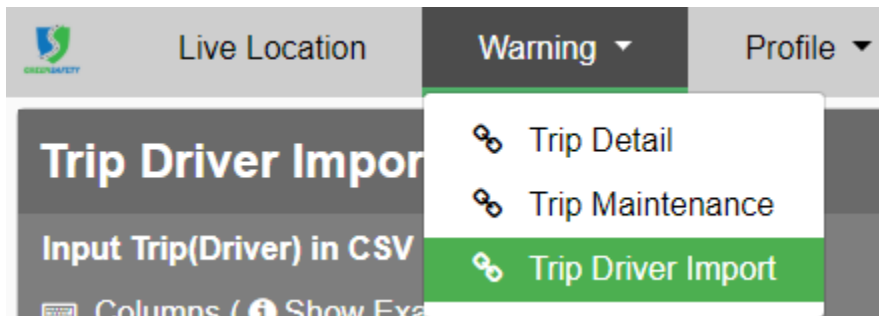 GREENSAFETY
Live Location
Warning
Profile
Trip Detail
Trip Maintenance
Trip Driver Import
Trip Driver Impor
Input Trip(Driver) in CSV
Columns ( Show Exa